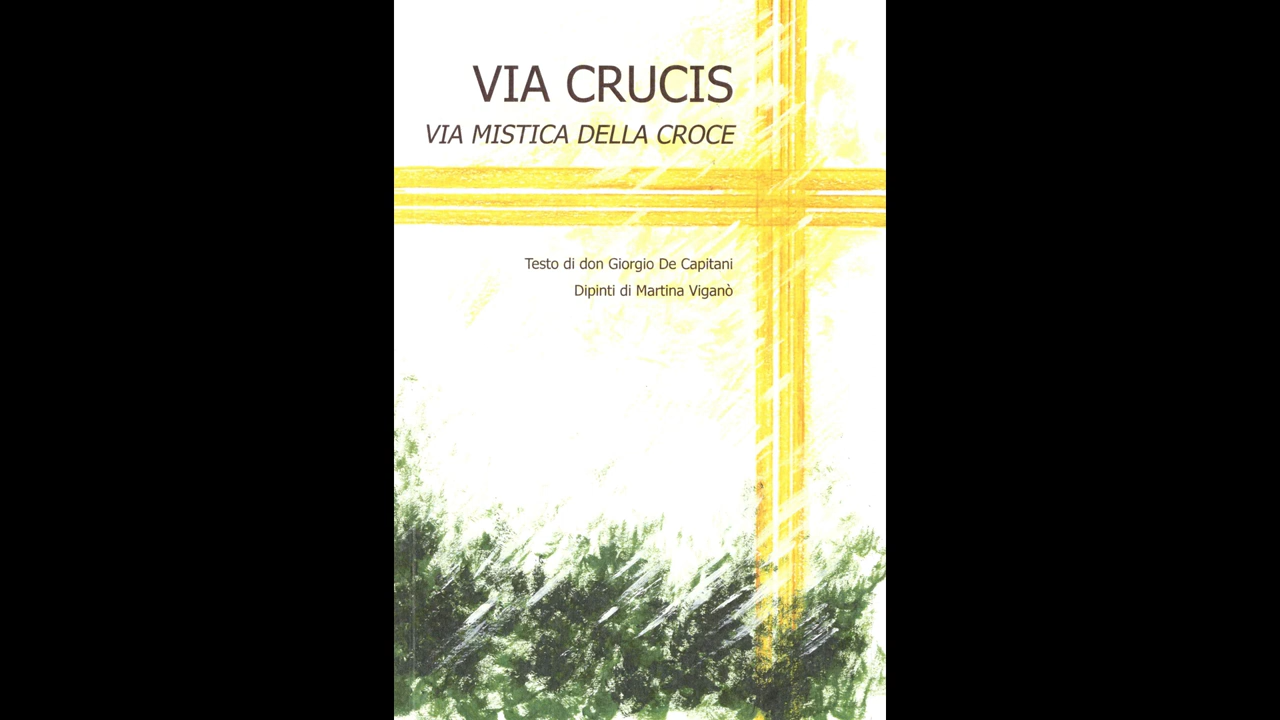 VIA CRUCIS
VIA MISTICA DELLA CROCE
Testo di don Giorgio De Capitani
Dipinti di Martina Viganò